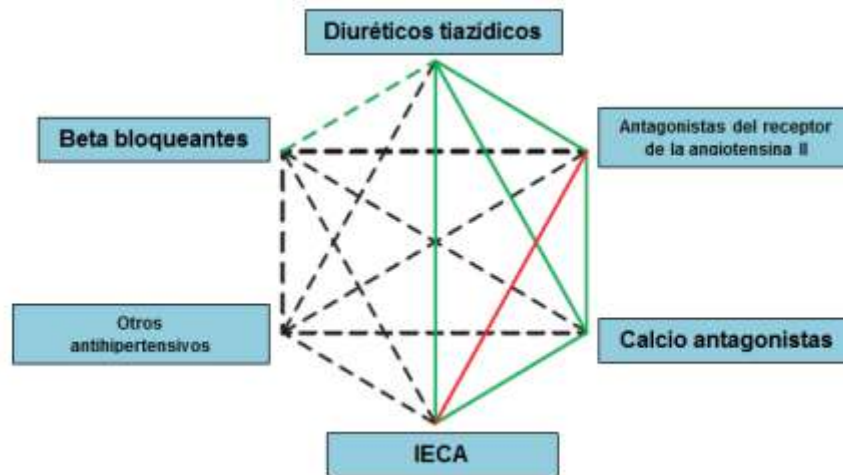 Diuréticos tiazídicos
Beta bloqueantes
Antagonistas del receptor
de la angiotensina II
Otros
antihipertensivos
Calcio antagonistas
IECA